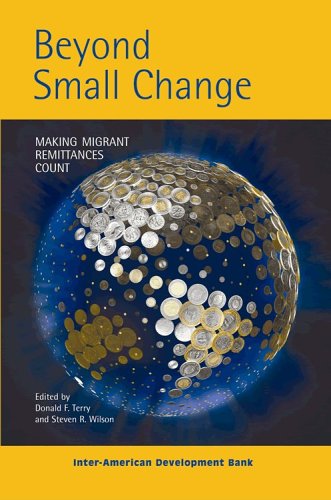 Beyond
Small Change
MAKING MIGRANT
REMITTANCES
COUNT
Edited by
Donald F. Terry
and Steven R. Wilson
Inter-American Development Bank